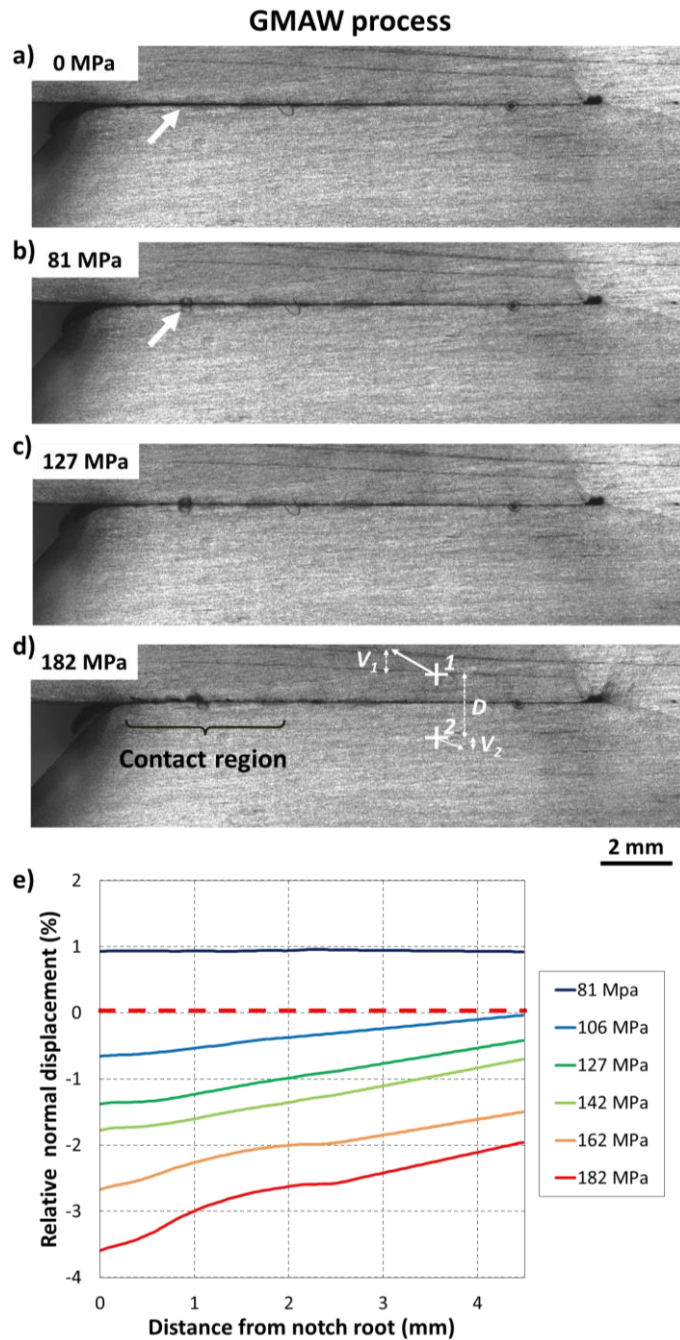 GMAW process
a)
0 MPa
b)
81 MPa
c)
127 MPa
d)
182 MPa
V1
1
D
2
V2
Contact region
2 mm
e)
Relative normal displacement (%)
2
1
0
-1
-2
-3
-4
0 1 2 3 4
Distance from notch root (mm)
81 Mpa
106 MPa
127 MPa
142 MPa
162 MPa
182 MPa